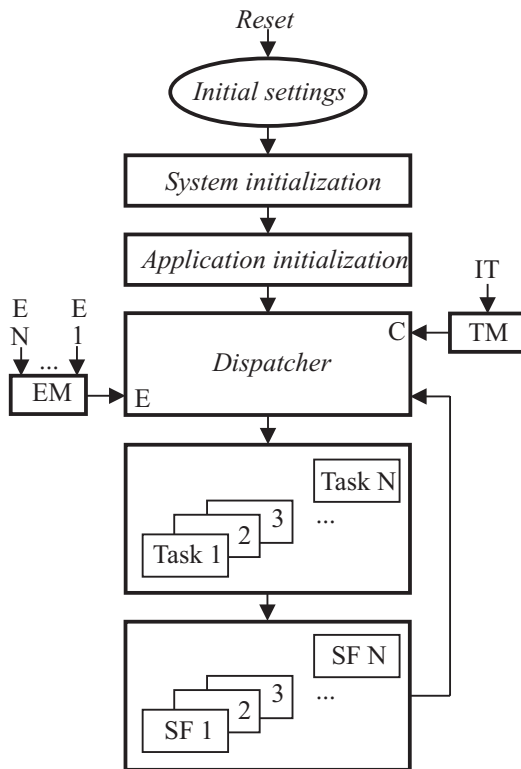 Reset
Initial settings
System initialization
Application initialization
IT
E
N
E
1
...
C
TM
Dispatcher
EM
E
Task N
3
...
2
Task 1
SF N
3
...
2
SF 1